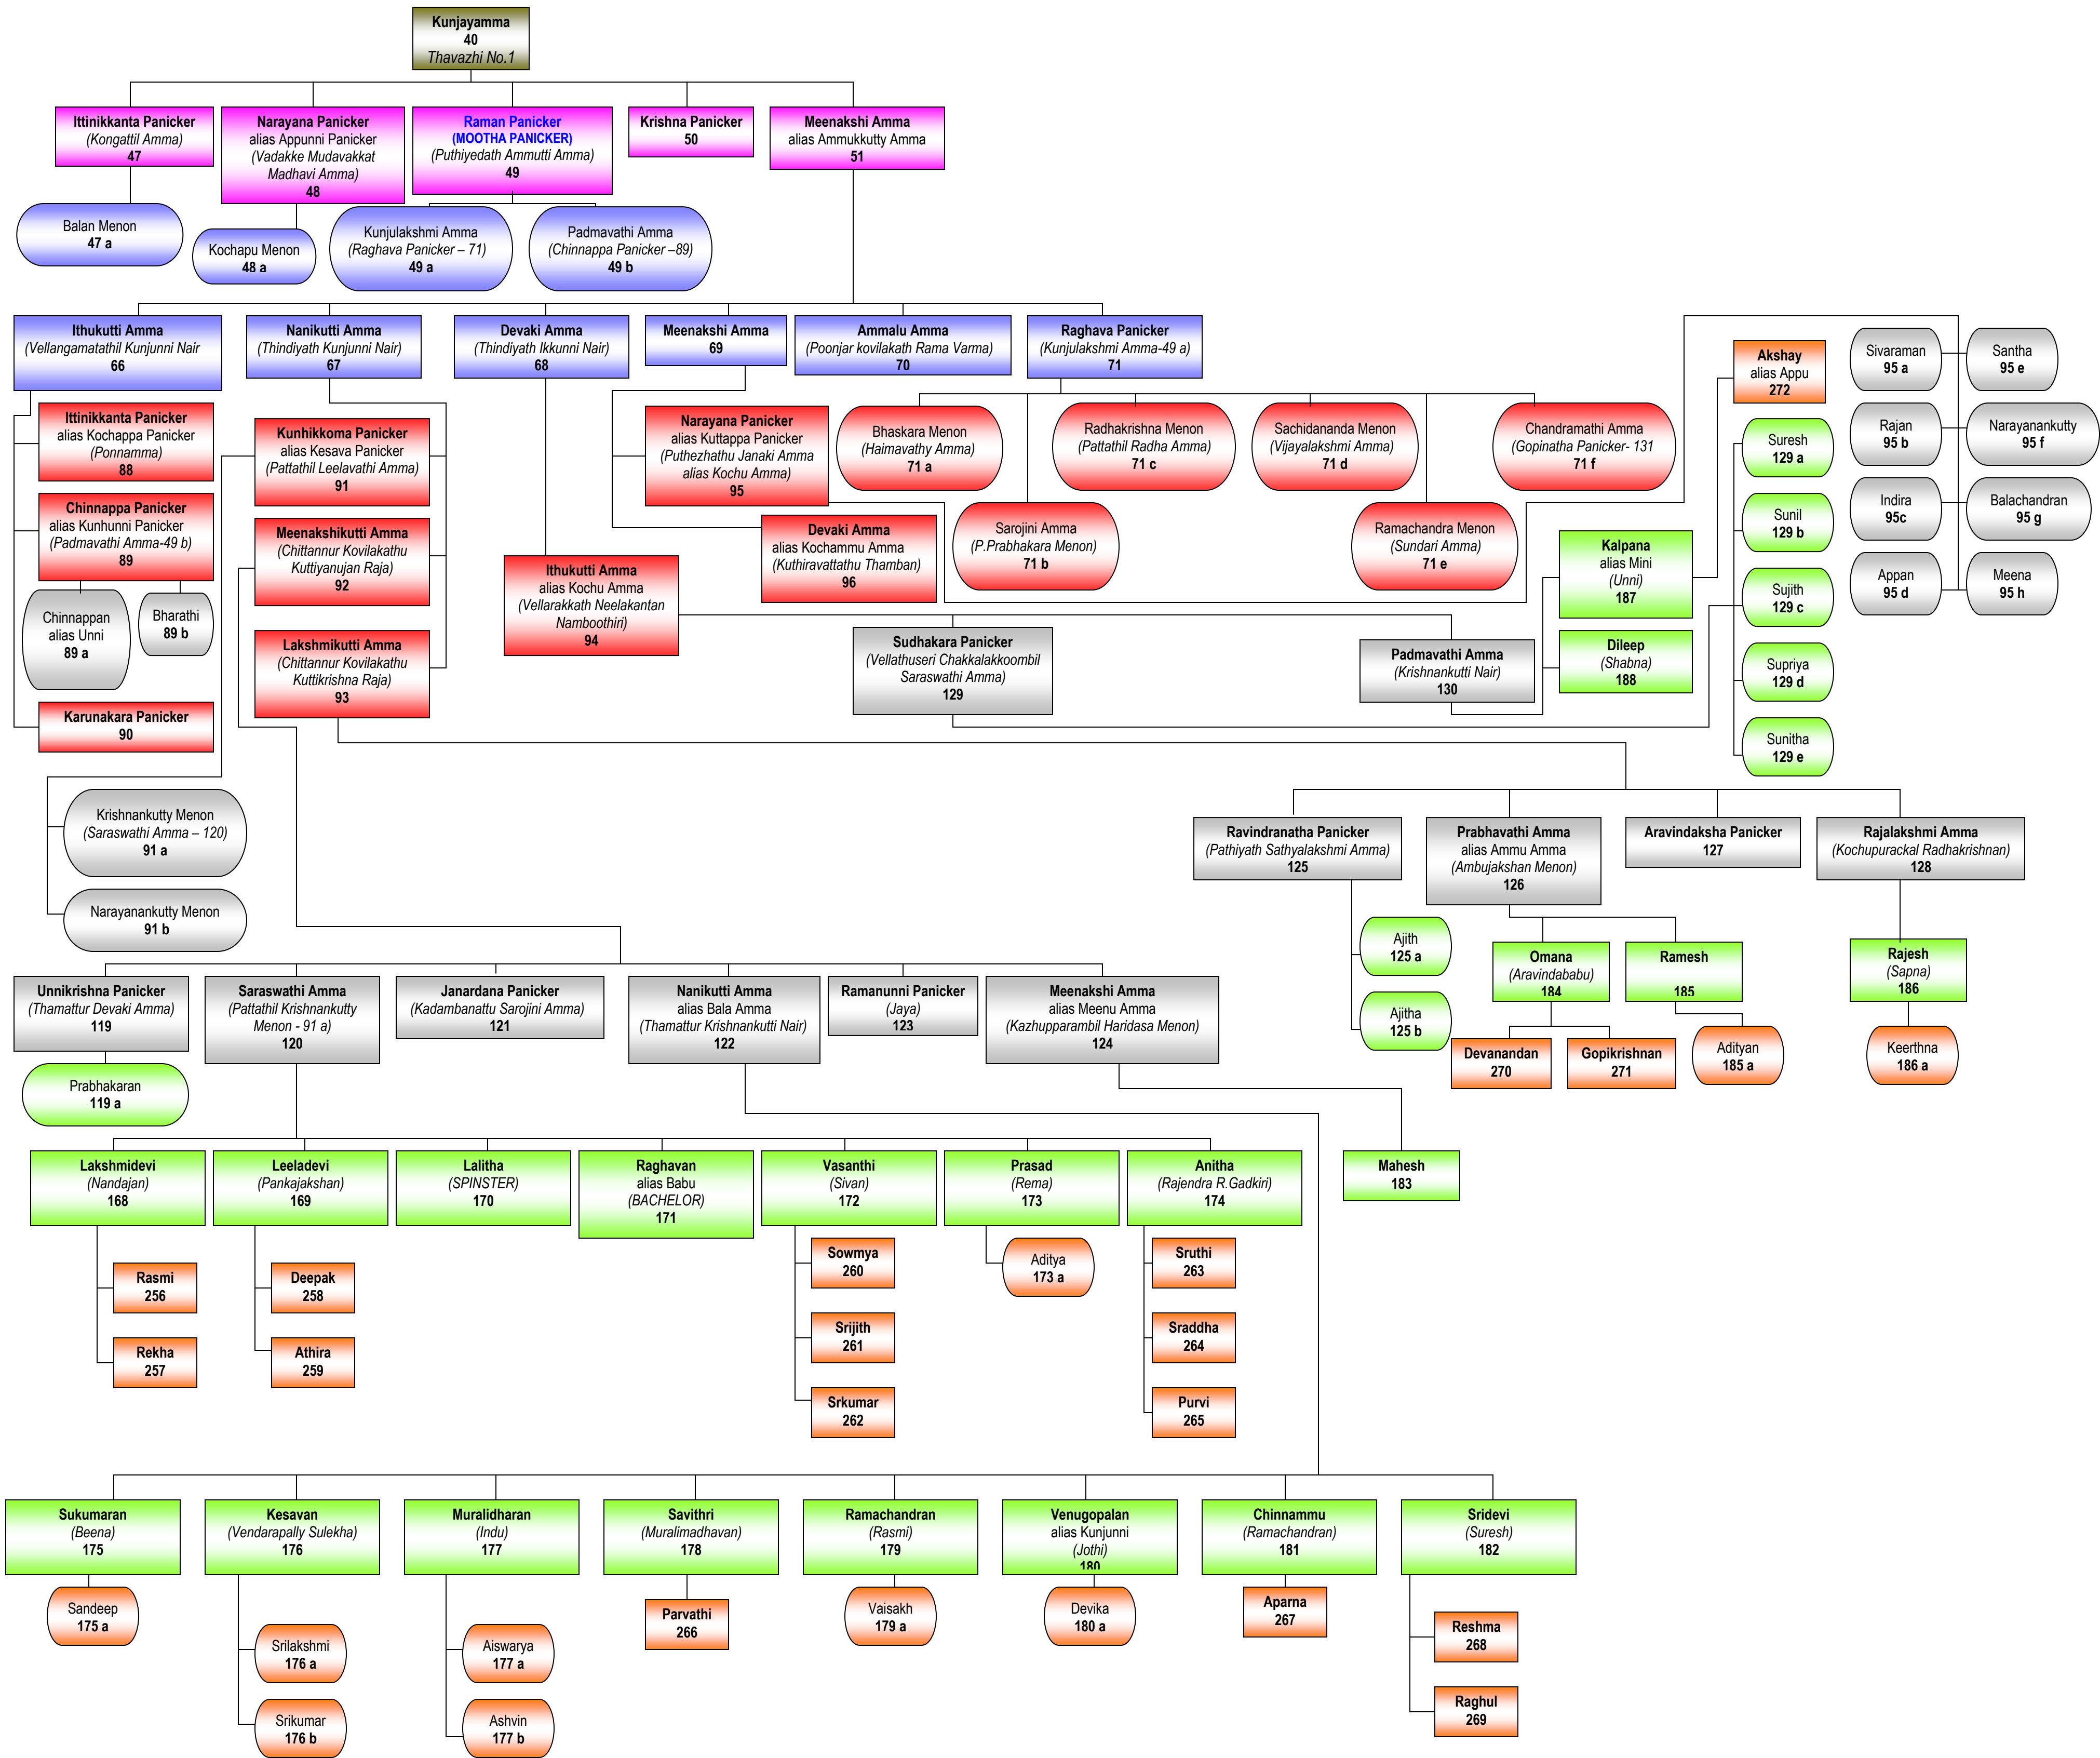 Kunjayamma
40
Thavazhi No.1
Ittinikkanta Panicker
(Kongattil Amma)
47
Narayana Panicker
alias Appunni Panicker
(Vadakke Mudavakkat
Madhavi Amma)
48
Raman Panicker
(MOOTHA PANICKER)
(Puthiyedath Ammutti Amma)
49
Krishna Panicker
50
Meenakshi Amma
alias Ammukkutty Amma
51
Balan Menon
47 a
Kochapu Menon
48 a
Kunjulakshmi Amma
(Raghava Panicker – 71)
49 a
Padmavathi Amma
(Chinnappa Panicker –89)
49 b
Ithukutti Amma
(Vellangamatathil Kunjunni Nair
66
Nanikutti Amma
(Thindiyath Kunjunni Nair)
67
Devaki Amma
(Thindiyath Ikkunni Nair)
68
Meenakshi Amma
69
Ammalu Amma
(Poonjar kovilakath Rama Varma)
70
Raghava Panicker
(Kunjulakshmi Amma-49 a)
71
Akshay
alias Appu
272
Sivaraman
95 a
Santha
95 e
Rajan
95 b
Narayanankutty
95 f
Indira
95c
Balachandran
95 g
Appan
95 d
Meena
95 h
Ittinikkanta Panicker
alias Kochappa Panicker
(Ponnamma)
88
Chinnappa Panicker
alias Kunhunni Panicker
(Padmavathi Amma-49 b)
89
Chinnappan
alias Unni
89 a
Bharathi
89 b
Karunakara Panicker
90
Kunhikkoma Panicker
alias Kesava Panicker
(Pattathil Leelavathi Amma)
91
Meenakshikutti Amma
(Chittannur Kovilakathu
Kuttiyanujan Raja)
92
Lakshmikutti Amma
(Chittannur Kovilakathu
Kuttikrishna Raja)
93
Ithukutti Amma
alias Kochu Amma
(Vellarakkath Neelakantan
Namboothiri)
94
Narayana Panicker
alias Kuttappa Panicker
(Puthezhathu Janaki Amma
alias Kochu Amma)
95
Devaki Amma
alias Kochammu Amma
(Kuthiravattathu Thamban)
96
Bhaskara Menon
(Haimavathy Amma)
71 a
Sarojini Amma
(P.Prabhakara Menon)
71 b
Radhakrishna Menon
(Pattathil Radha Amma)
71 c
Sachidananda Menon
(Vijayalakshmi Amma)
71 d
Ramachandra Menon
(Sundari Amma)
71 e
Chandramathi Amma
(Gopinatha Panicker- 131
71 f
Suresh
129 a
Sunil
129 b
Sujith
129 c
Supriya
129 d
Sunitha
129 e
Kalpana
alias Mini
(Unni)
187
Dileep
(Shabna)
188
Sudhakara Panicker
(Vellathuseri Chakkalakkoombil
Saraswathi Amma)
129
Padmavathi Amma
(Krishnankutti Nair)
130
Krishnankutty Menon
(Saraswathi Amma – 120)
91 a
Narayanankutty Menon
91 b
Ravindranatha Panicker
(Pathiyath Sathyalakshmi Amma)
125
Prabhavathi Amma
alias Ammu Amma
(Ambujakshan Menon)
126
Aravindaksha Panicker
127
Rajalakshmi Amma
(Kochupurackal Radhakrishnan)
128
Ajith
125 a
Ajitha
125 b
Omana
(Aravindababu)
184
Ramesh
185
Rajesh
(Sapna)
186
Devanandan
270
Gopikrishnan
271
Adityan
185 a
Keerthna
186 a
Unnikrishna Panicker
(Thamattur Devaki Amma)
119
Saraswathi Amma
(Pattathil Krishnankutty
Menon - 91 a)
120
Janardana Panicker
(Kadambanattu Sarojini Amma)
121
Nanikutti Amma
alias Bala Amma
(Thamattur Krishnankutti Nair)
122
Ramanunni Panicker
(Jaya)
123
Meenakshi Amma
alias Meenu Amma
(Kazhupparambil Haridasa Menon)
124
Prabhakaran
119 a
Lakshmidevi
(Nandajan)
168
Leeladevi
(Pankajakshan)
169
Lalitha
(SPINSTER)
170
Raghavan
alias Babu
(BACHELOR)
171
Vasanthi
(Sivan)
172
Prasad
(Rema)
173
Anitha
(Rajendra R.Gadkiri)
174
Mahesh
183
Rasmi
256
Rekha
257
Deepak
258
Athira
259
Sowmya
260
Srijith
261
Srkumar
262
Aditya
173 a
Sruthi
263
Sraddha
264
Purvi
265
Sukumaran
(Beena)
175
Kesavan
(Vendarapally Sulekha)
176
Muralidharan
(Indu)
177
Savithri
(Muralimadhavan)
178
Ramachandran
(Rasmi)
179
Venugopalan
alias Kunjunni
(Jothi)
180
Chinnammu
(Ramachandran)
181
Sridevi
(Suresh)
182
Sandeep
175 a
Srilakshmi
176 a
Srikumar
176 b
Aiswarya
177 a
Ashvin
177 b
Parvathi
266
Vaisakh
179 a
Devika
180 a
Aparna
267
Reshma
268
Raghul
269